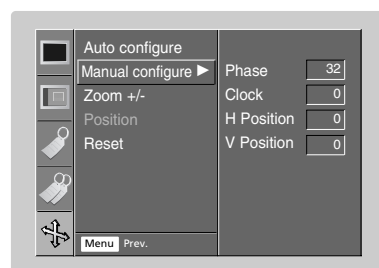 Auto configure
Manual configure ►
Zoom +/-
Position
Reset
Menu Prev.
Phase 32
Clock 0
H Position 0
V Position 0